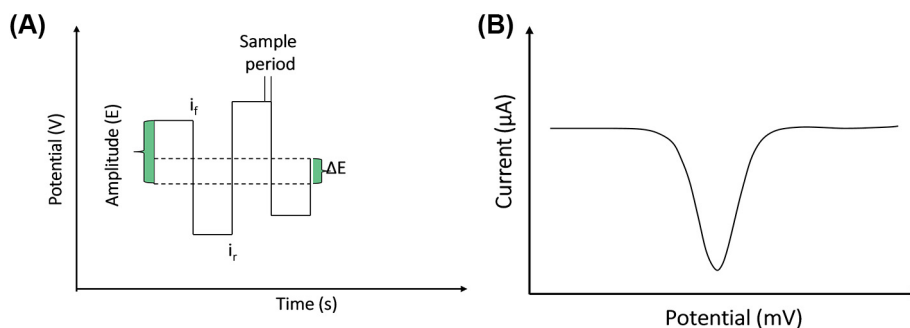 (A)
Sample
period
i_f
Potential (V)
Amplitude (E)
ΔE
i_r
Time (s)
(B)
Current (μA)
Potential (mV)